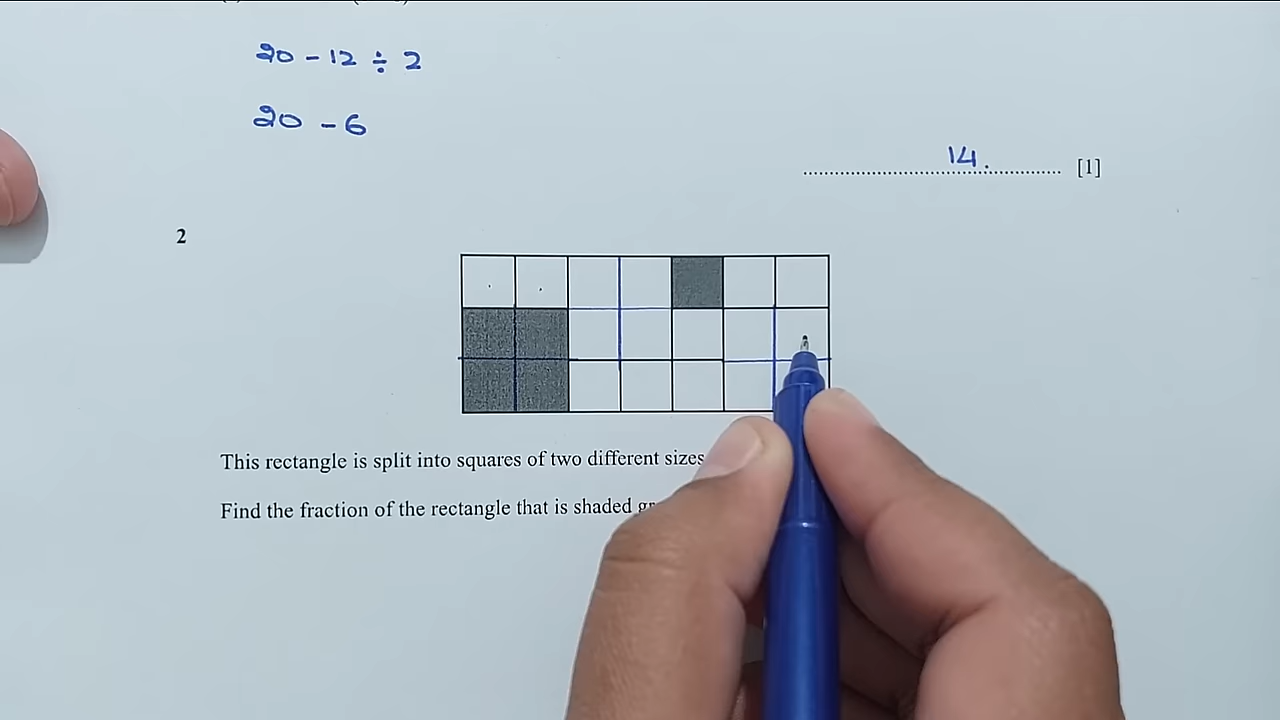 20 - 12 ÷ 2
20 - 6
14.
[1]
2
This rectangle is split into squares of two different sizes
Find the fraction of the rectangle that is shaded